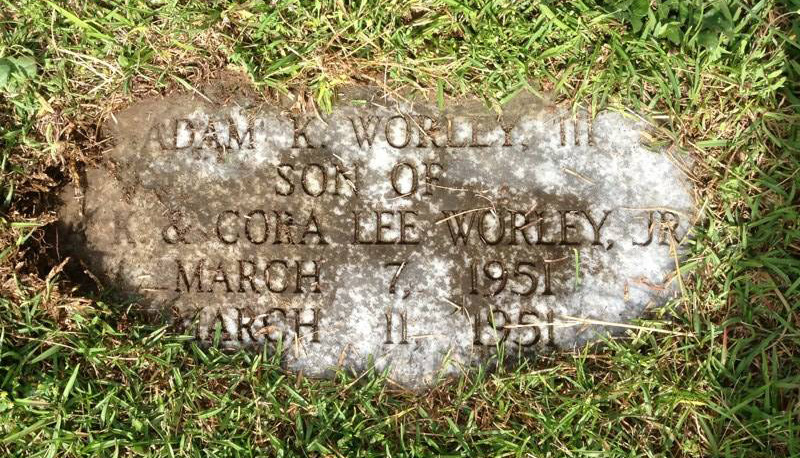 ADAM K. WORLEY, III
SON OF
K. & CORA LEE WORLEY, JR.
MARCH 7, 1951
MARCH 11, 1951